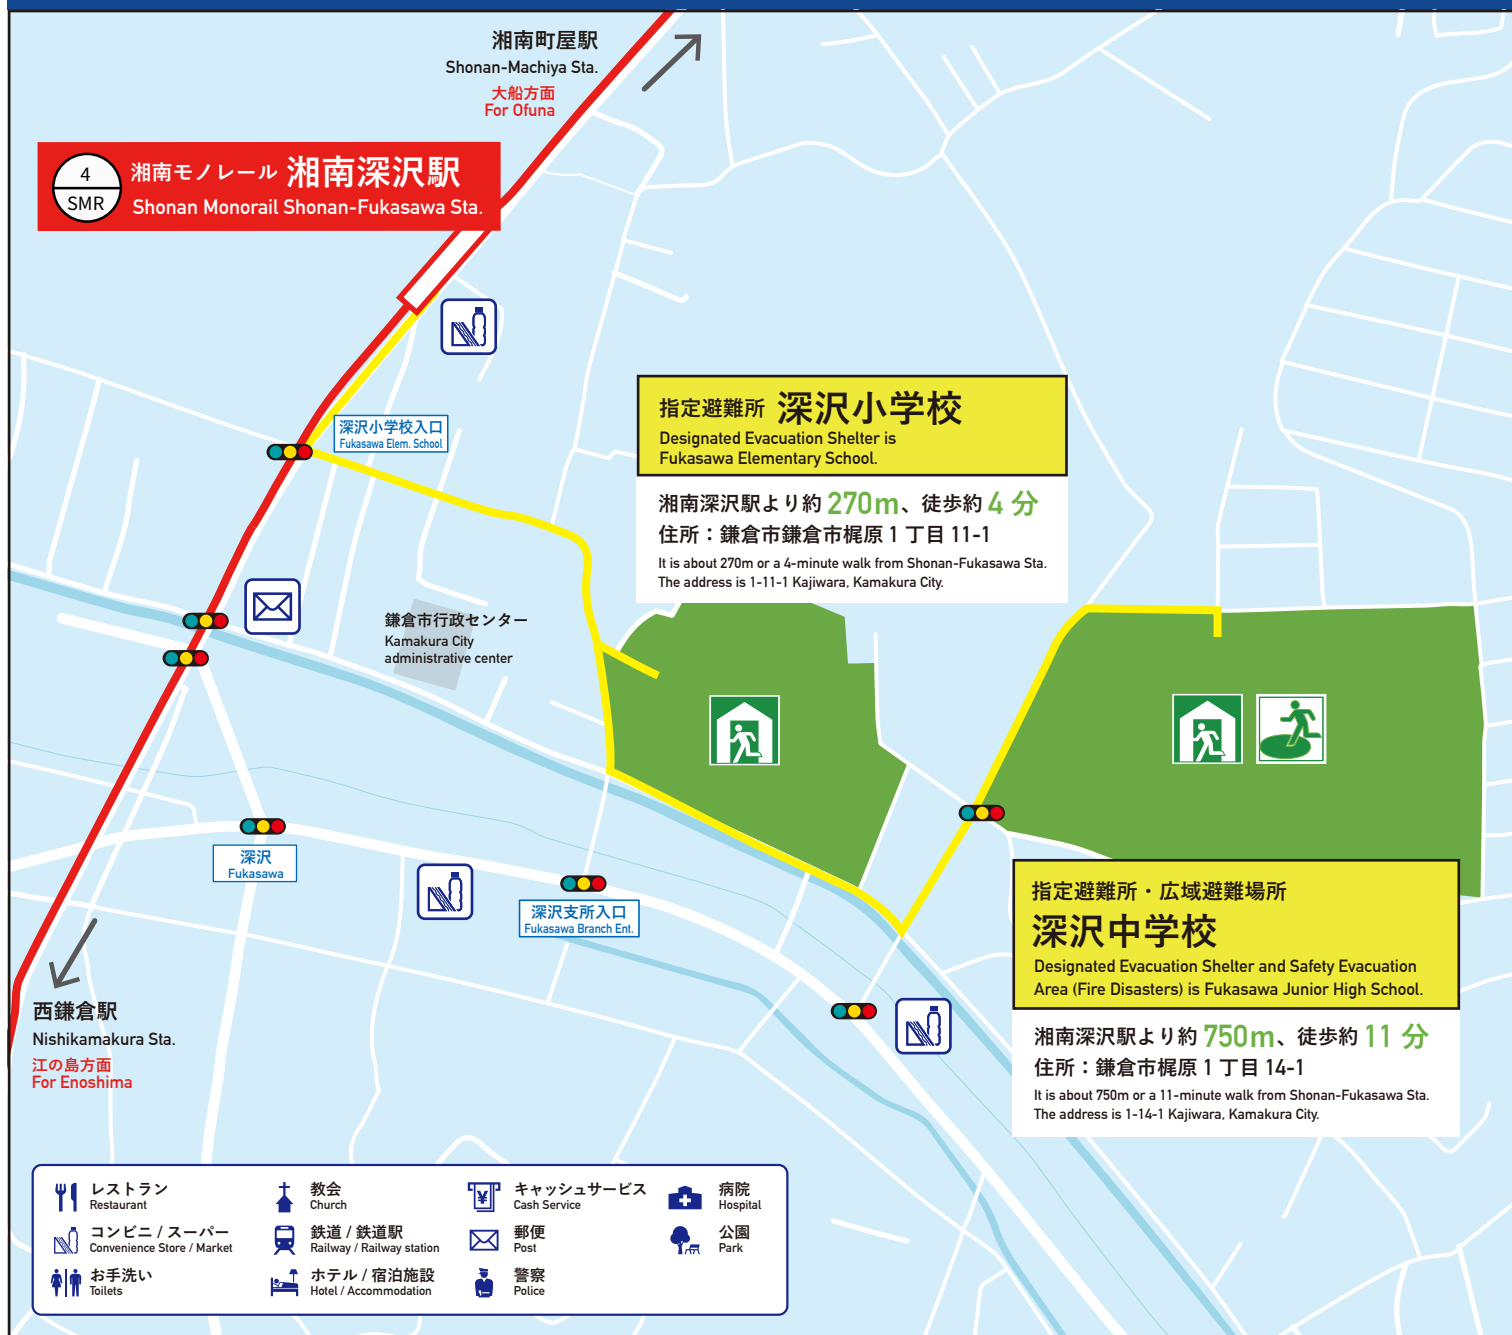 湘南町屋駅
Shonan-Machiya Sta.
大船方面
For Ofuna
4
SMR
湘南モノレール 湘南深沢駅
Shonan Monorail Shonan-Fukasawa Sta.
深沢小学校入口
Fukasawa Elem. School
指定避難所 深沢小学校
Designated Evacuation Shelter is
Fukasawa Elementary School.
湘南深沢駅より約 270m、徒歩約 4 分
住所：鎌倉市鎌倉市梶原 1 丁目 11-1
It is about 270m or a 4-minute walk from Shonan-Fukasawa Sta.
The address is 1-11-1 Kajiwara, Kamakura City.
鎌倉市行政センター
Kamakura City
administrative center
深沢
Fukasawa
深沢支所入口
Fukasawa Branch Ent.
指定避難所・広域避難場所
深沢中学校
Designated Evacuation Shelter and Safety Evacuation
Area (Fire Disasters) is Fukasawa Junior High School.
湘南深沢駅より約 750m、徒歩約 11 分
住所：鎌倉市梶原 1 丁目 14-1
It is about 750m or a 11-minute walk from Shonan-Fukasawa Sta.
The address is 1-14-1 Kajiwara, Kamakura City.
西鎌倉駅
Nishikamakura Sta.
江の島方面
For Enoshima
レストラン
Restaurant
コンビニ / スーパー
Convenience Store / Market
お手洗い
Toilets
教会
Church
鉄道 / 鉄道駅
Railway / Railway station
ホテル / 宿泊施設
Hotel / Accommodation
キャッシュサービス
Cash Service
郵便
Post
警察
Police
病院
Hospital
公園
Park